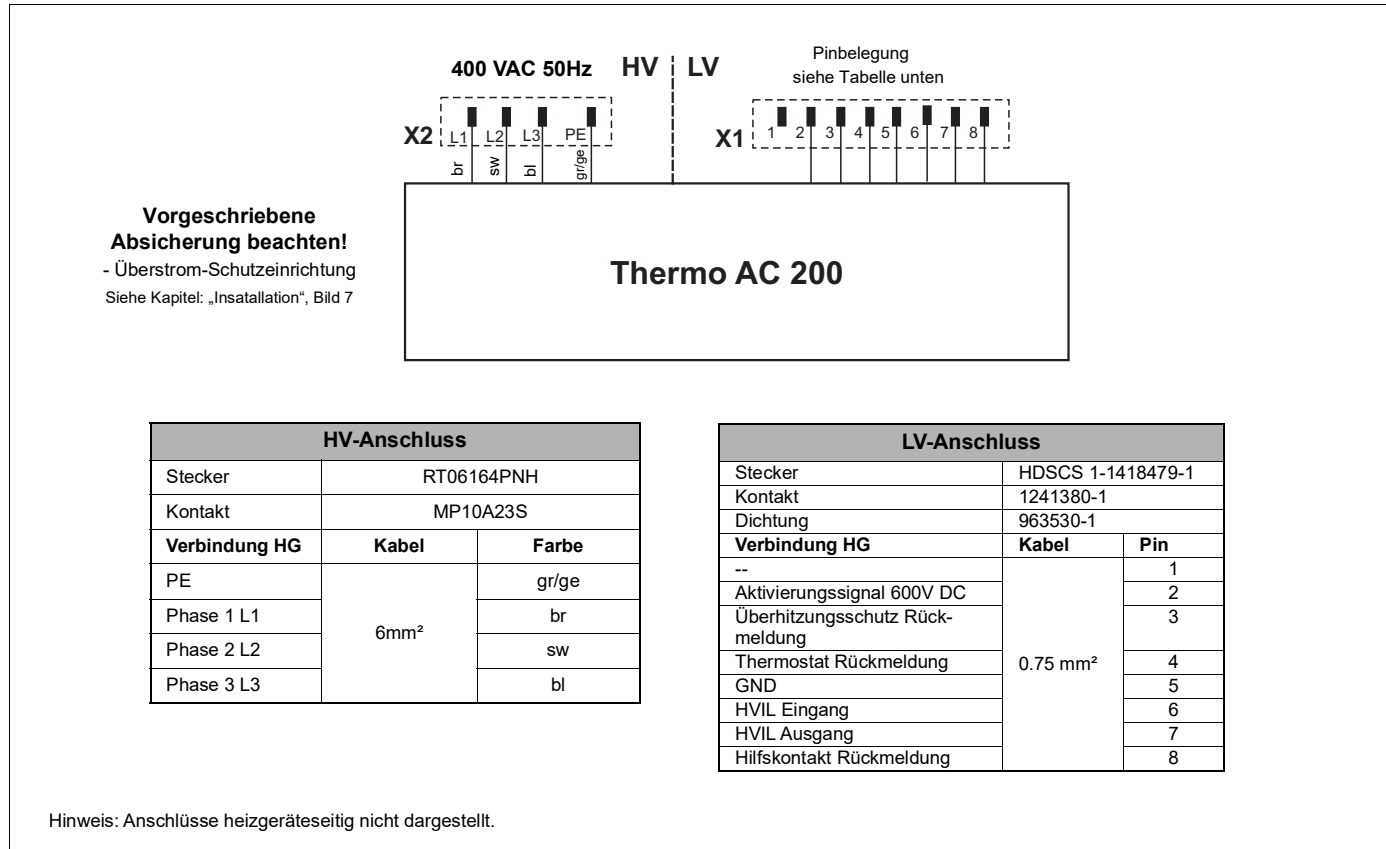 400 VAC 50Hz HV LV
Pinbelegung
siehe Tabelle unten
X2 L1 L2 L3 PE
br sw bl gr/ge
X1 1 2 3 4 5 6 7 8
Vorgeschriebene
Absicherung beachten!
- Überstrom-Schutzeinrichtung
Siehe Kapitel: „Insatallation“, Bild 7
Thermo AC 200
HV-Anschluss
Stecker RT06164PNH
Kontakt MP10A23S
Verbindung HG Kabel Farbe
PE gr/ge
Phase 1 L1 br
6mm²
Phase 2 L2 sw
Phase 3 L3 bl
LV-Anschluss
Stecker HDSCS 1-1418479-1
Kontakt 1241380-1
Dichtung 963530-1
Verbindung HG Kabel Pin
-- 1
Aktivierungssignal 600V DC 2
Überhitzungsschutz Rück- 3
meldung
Thermostat Rückmeldung 0.75 mm² 4
GND 5
HVIL Eingang 6
HVIL Ausgang 7
Hilfskontakt Rückmeldung 8
Hinweis: Anschlüsse heizgeräteseitig nicht dargestellt.